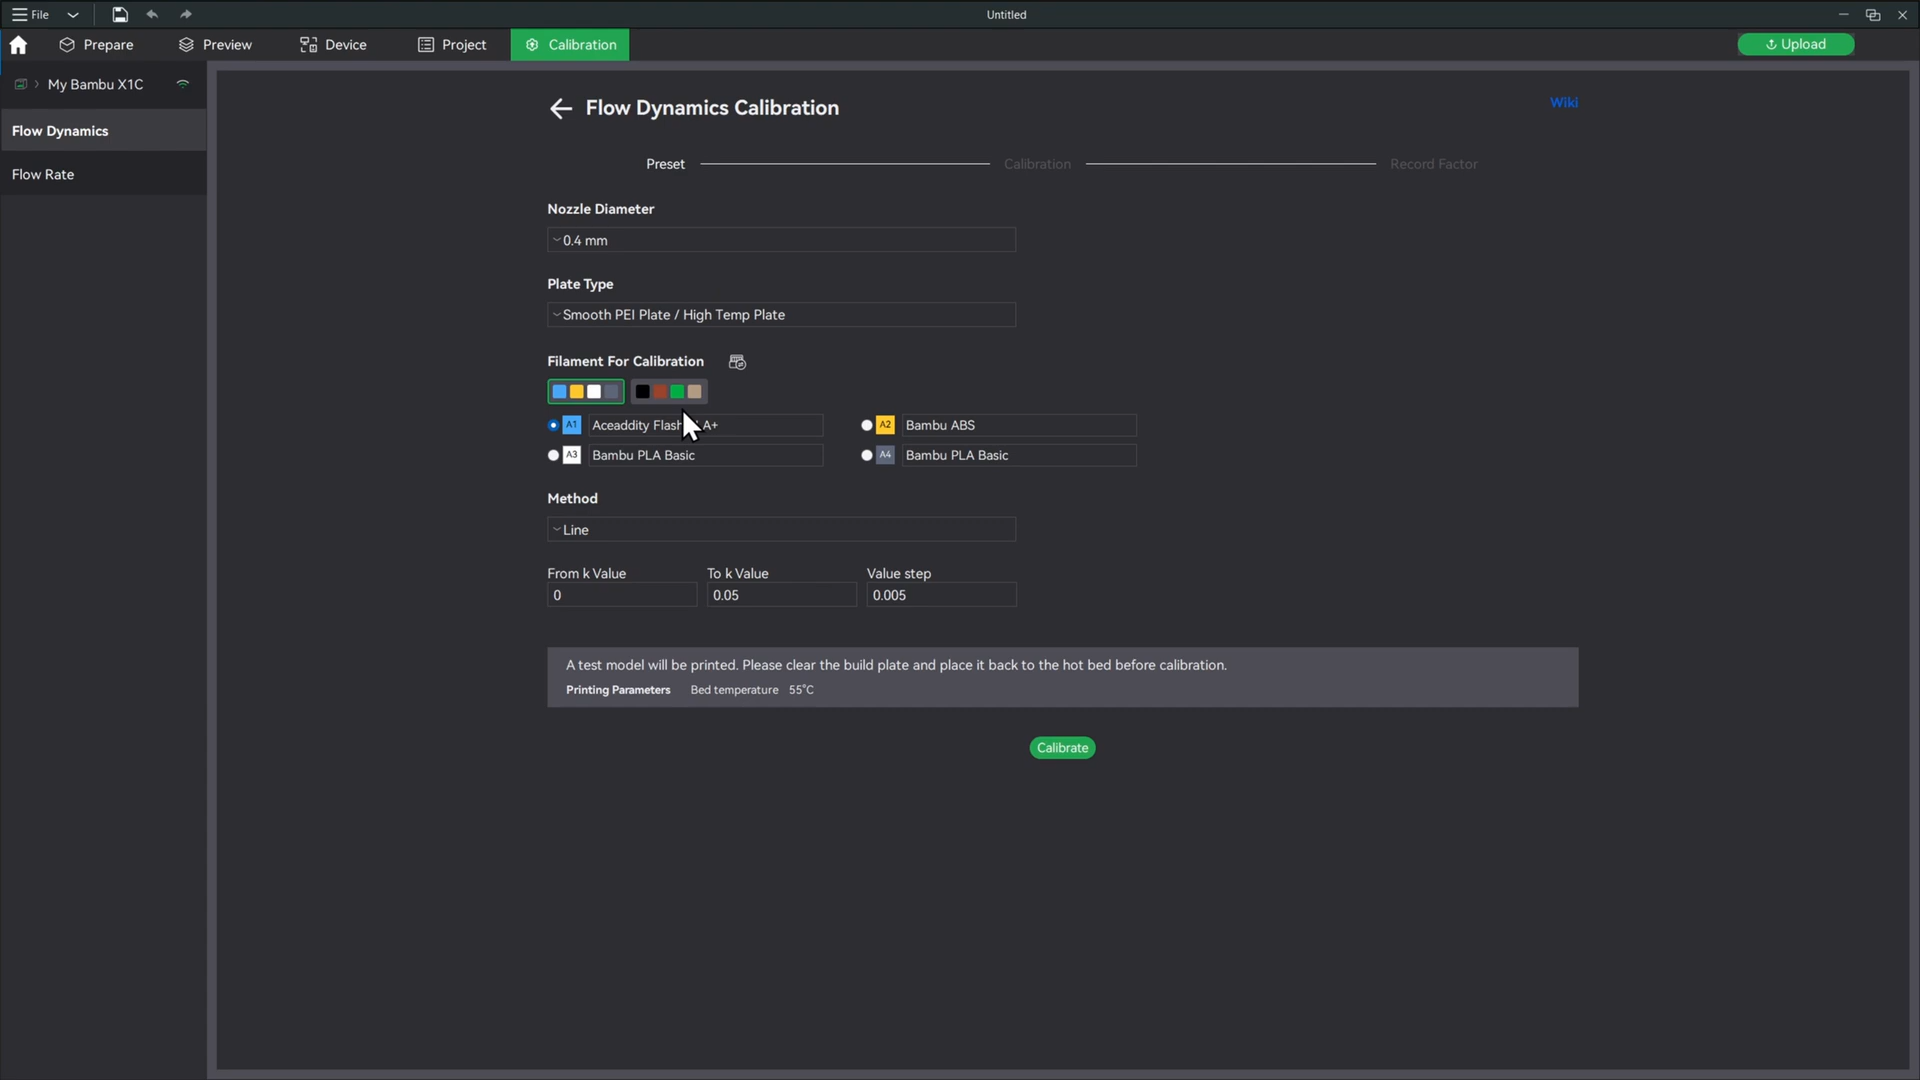 File
Untitled
Prepare
Preview
Device
Project
Calibration
Upload
My Bambu X1C
Flow Dynamics
Flow Rate
Flow Dynamics Calibration
Wiki
Preset
Calibration
Record Factor
Nozzle Diameter
0.4 mm
Plate Type
Smooth PEI Plate / High Temp Plate
Filament For Calibration
A1 Aceaddity Flash A+
A2 Bambu ABS
A3 Bambu PLA Basic
A4 Bambu PLA Basic
Method
Line
From k Value
To k Value
Value step
0
0.05
0.005
A test model will be printed. Please clear the build plate and place it back to the hot bed before calibration.
Printing Parameters Bed temperature 55°C
Calibrate